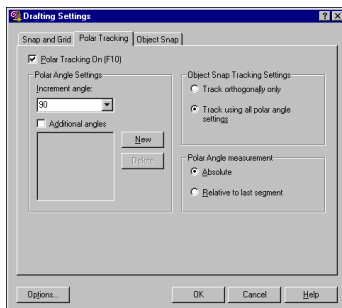 Drafting Settings
Snap and Grid Polar Tracking Object Snap
Polar Tracking On (F10)
Polar Angle Settings
Increment angle:
90
Additional angles
New
Delete
Object Snap Tracking Settings
Track orthogonally only
Track using all polar angle
settings
Polar Angle measurement
Absolute
Relative to last segment
Options... OK Cancel Help